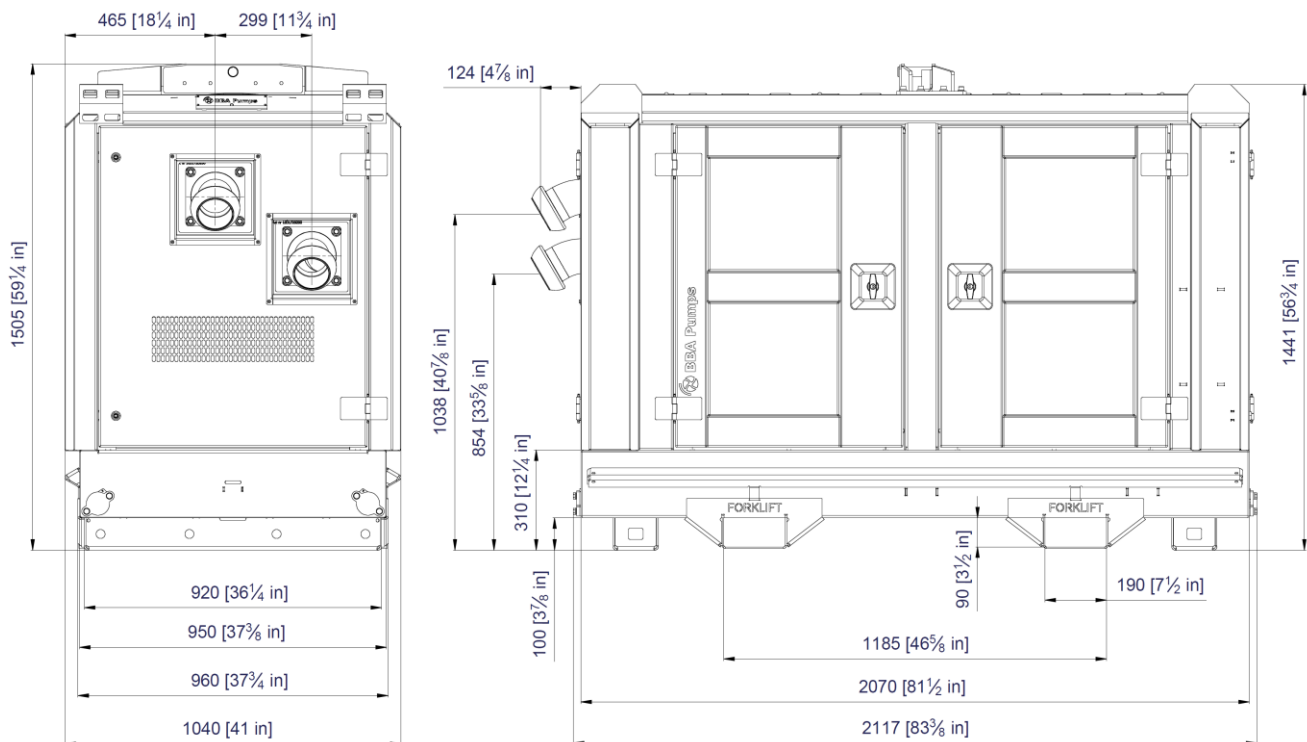 465 [18¼ in]
299 [11¾ in]
124 [4⅞ in]
BBA Pumps
1505 [59¼ in]
1038 [40⅞ in]
854 [33⅝ in]
310 [12¼ in]
100 [3⅞ in]
BBA Pumps
1441 [56¾ in]
FORKLIFT
FORKLIFT
90 [3½ in]
190 [7½ in]
920 [36¼ in]
950 [37⅜ in]
960 [37¾ in]
1040 [41 in]
1185 [46⅝ in]
2070 [81½ in]
2117 [83⅜ in]